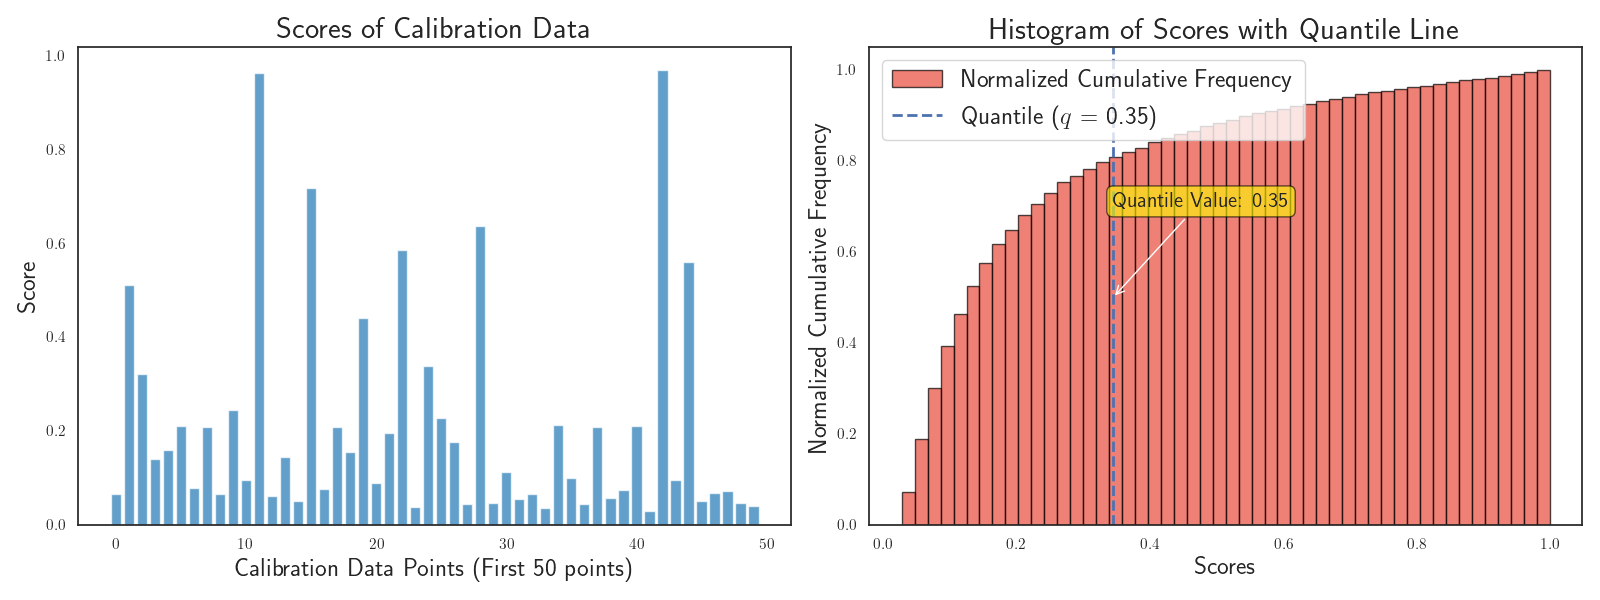 Scores of Calibration Data
Score
1.0
0.8
0.6
0.4
0.2
0.0
0 10 20 30 40 50
Calibration Data Points (First 50 points)
Histogram of Scores with Quantile Line
Normalized Cumulative Frequency
1.0
0.8
0.6
0.4
0.2
0.0
Normalized Cumulative Frequency
Quantile (q = 0.35)
Quantile Value: 0.35
0.0 0.2 0.4 0.6 0.8 1.0
Scores